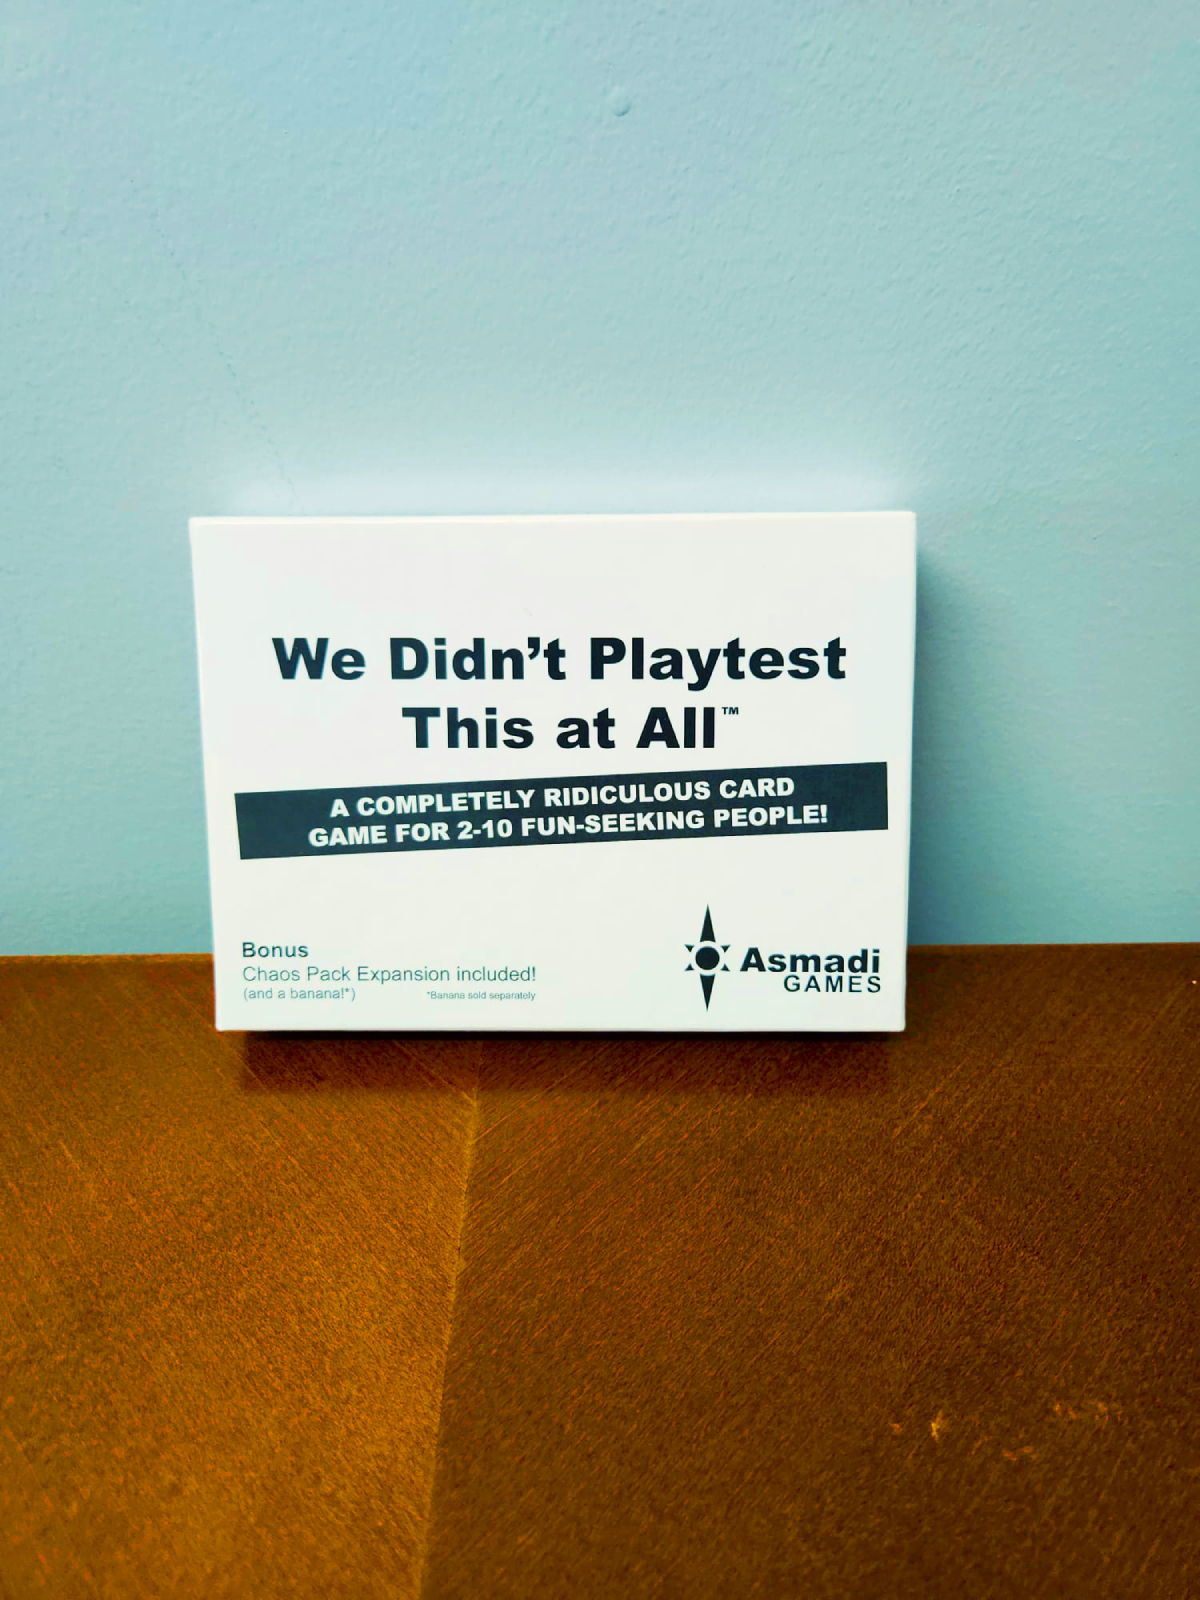 We Didn't Playtest
This at All™
A COMPLETELY RIDICULOUS CARD
GAME FOR 2-10 FUN-SEEKING PEOPLE!
Bonus
Chaos Pack Expansion included!
(and a banana!*) *Banana sold separately
Asmadi
GAMES